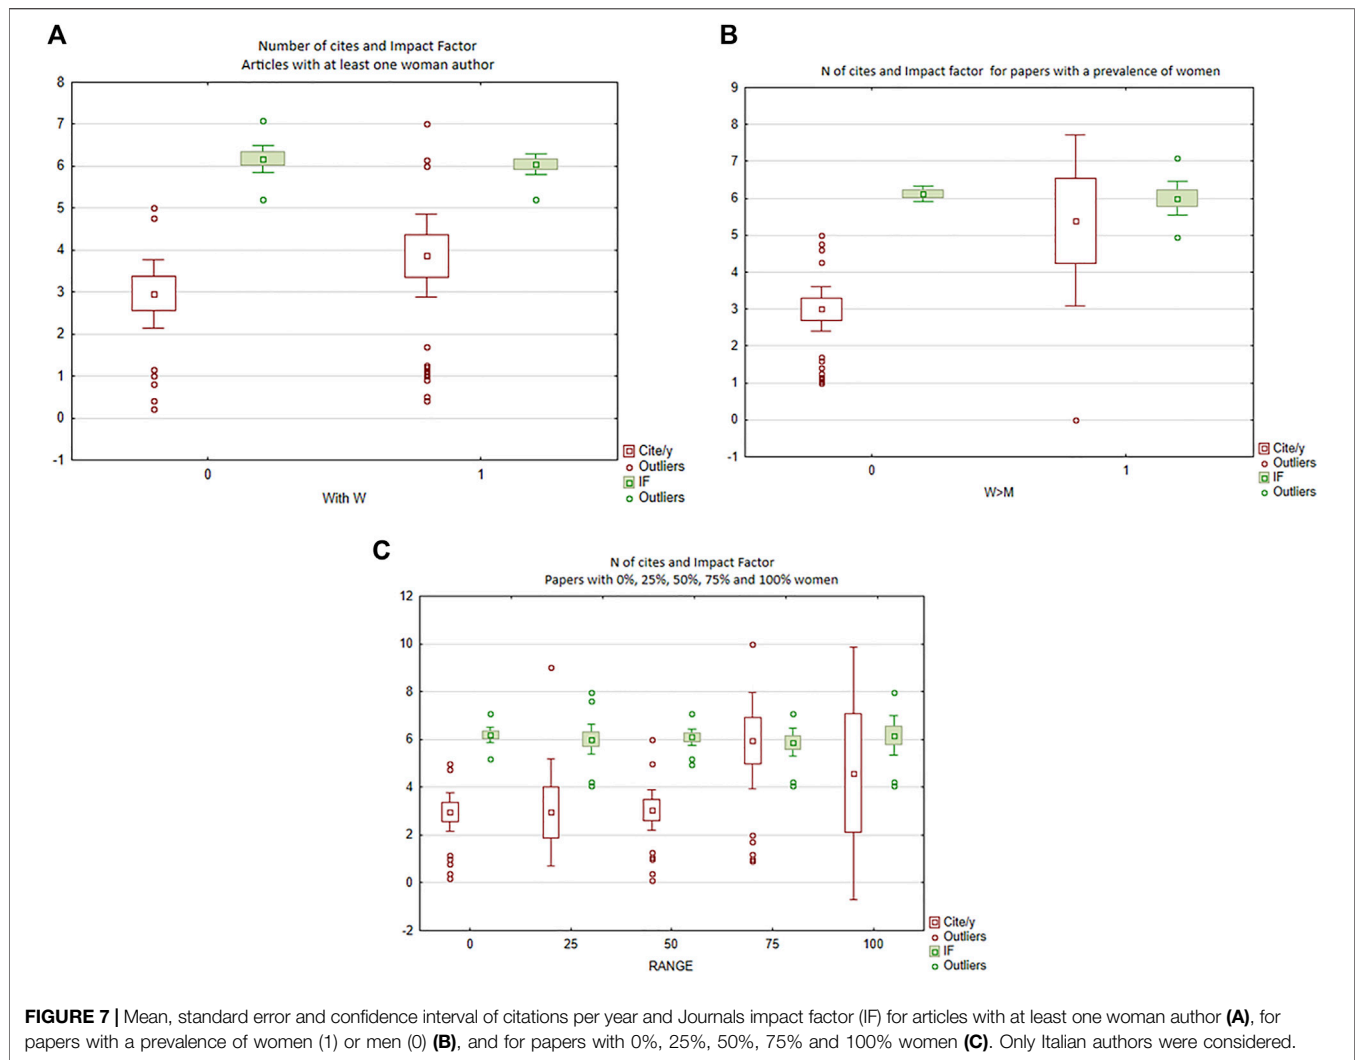 A
Number of cites and Impact Factor
Articles with at least one woman author
8
7
6
5
4
3
2
1
0
-1
0
1
With W
Cite/y
Outliers
IF
Outliers
B
N of cites and Impact factor for papers with a prevalence of women
9
8
7
6
5
4
3
2
1
0
-1
0
1
W>M
Cite/y
Outliers
IF
Outliers
C
N of cites and Impact Factor
Papers with 0%, 25%, 50%, 75% and 100% women
12
10
8
6
4
2
0
-2
0
25
50
75
100
RANGE
Cite/y
Outliers
IF
Outliers
FIGURE 7 | Mean, standard error and confidence interval of citations per year and Journals impact factor (IF) for articles with at least one woman author (A), for
papers with a prevalence of women (1) or men (0) (B), and for papers with 0%, 25%, 50%, 75% and 100% women (C). Only Italian authors were considered.